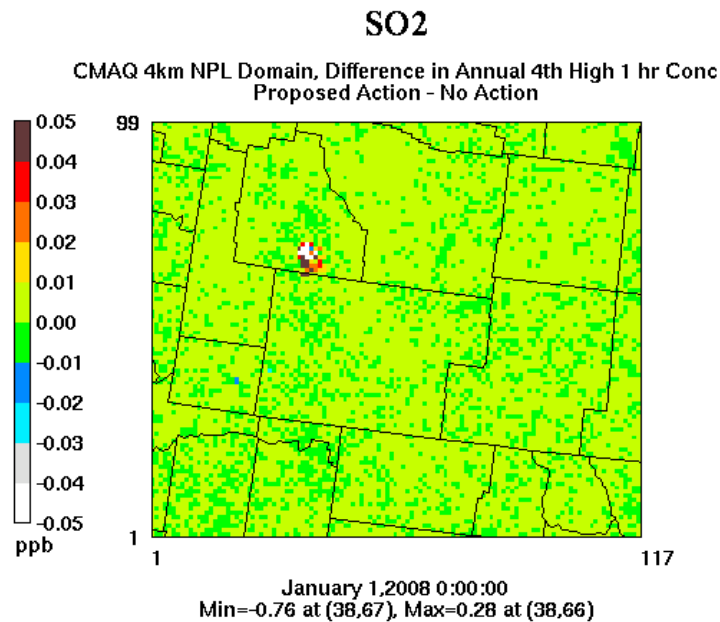 SO2
CMAQ 4km NPL Domain, Difference in Annual 4th High 1 hr Conc
Proposed Action - No Action
0.05
0.04
0.03
0.02
0.01
0.00
-0.01
-0.02
-0.03
-0.04
-0.05
ppb
99
1
1
117
January 1,2008 0:00:00
Min=-0.76 at (38,67), Max=0.28 at (38,66)